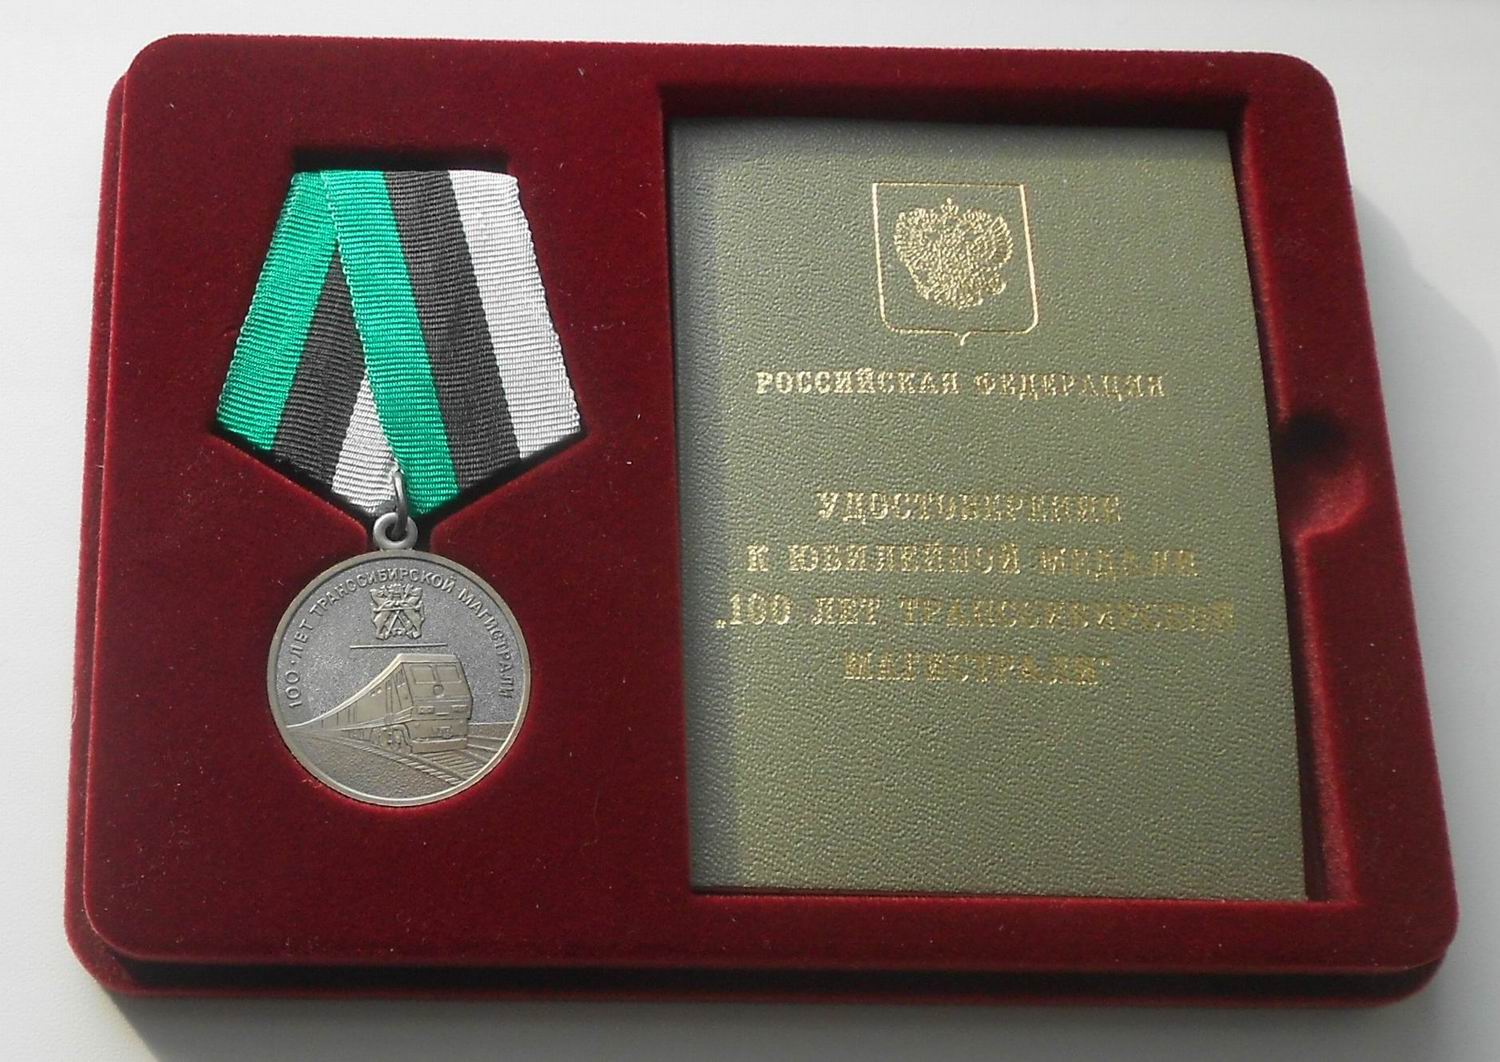 100 · ЛЕТ ТРАНССИБИРСКОЙ МАГИСТРАЛИ
РОССИЙСКАЯ ФЕДЕРАЦИЯ
УДОСТОВЕРЕНИЕ
К ЮБИЛЕЙНОЙ МЕДАЛИ
„100 ЛЕТ ТРАНССИБИРСКОЙ
МАГИСТРАЛИ"